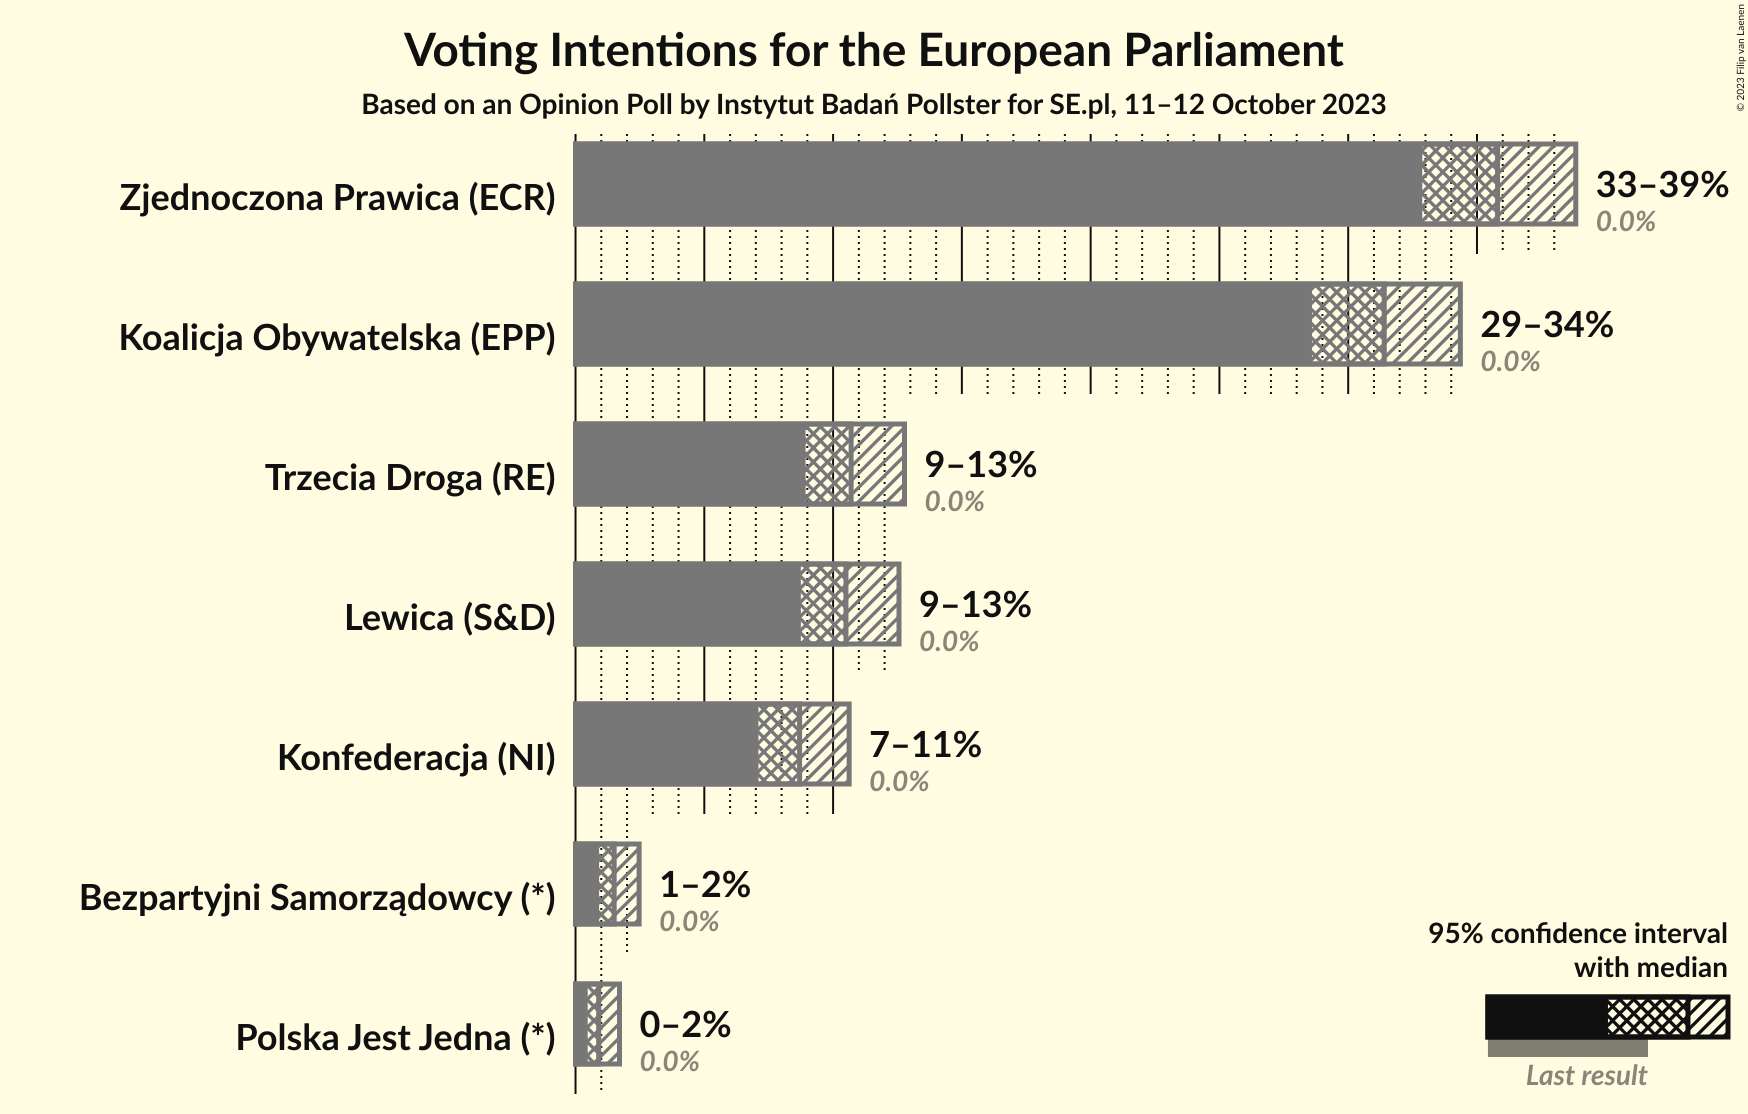 Voting Intentions for the European Parliament
Based on an Opinion Poll by Instytut Badań Pollster for SE.pl, 11–12 October 2023
© 2023 Filip van Laenen
Zjednoczona Prawica (ECR)
33–39%
0.0%
Koalicja Obywatelska (EPP)
29–34%
0.0%
Trzecia Droga (RE)
9–13%
0.0%
Lewica (S&D)
9–13%
0.0%
Konfederacja (NI)
7–11%
0.0%
Bezpartyjni Samorządowcy (*)
1–2%
0.0%
Polska Jest Jedna (*)
0–2%
0.0%
95% confidence interval
with median
Last result